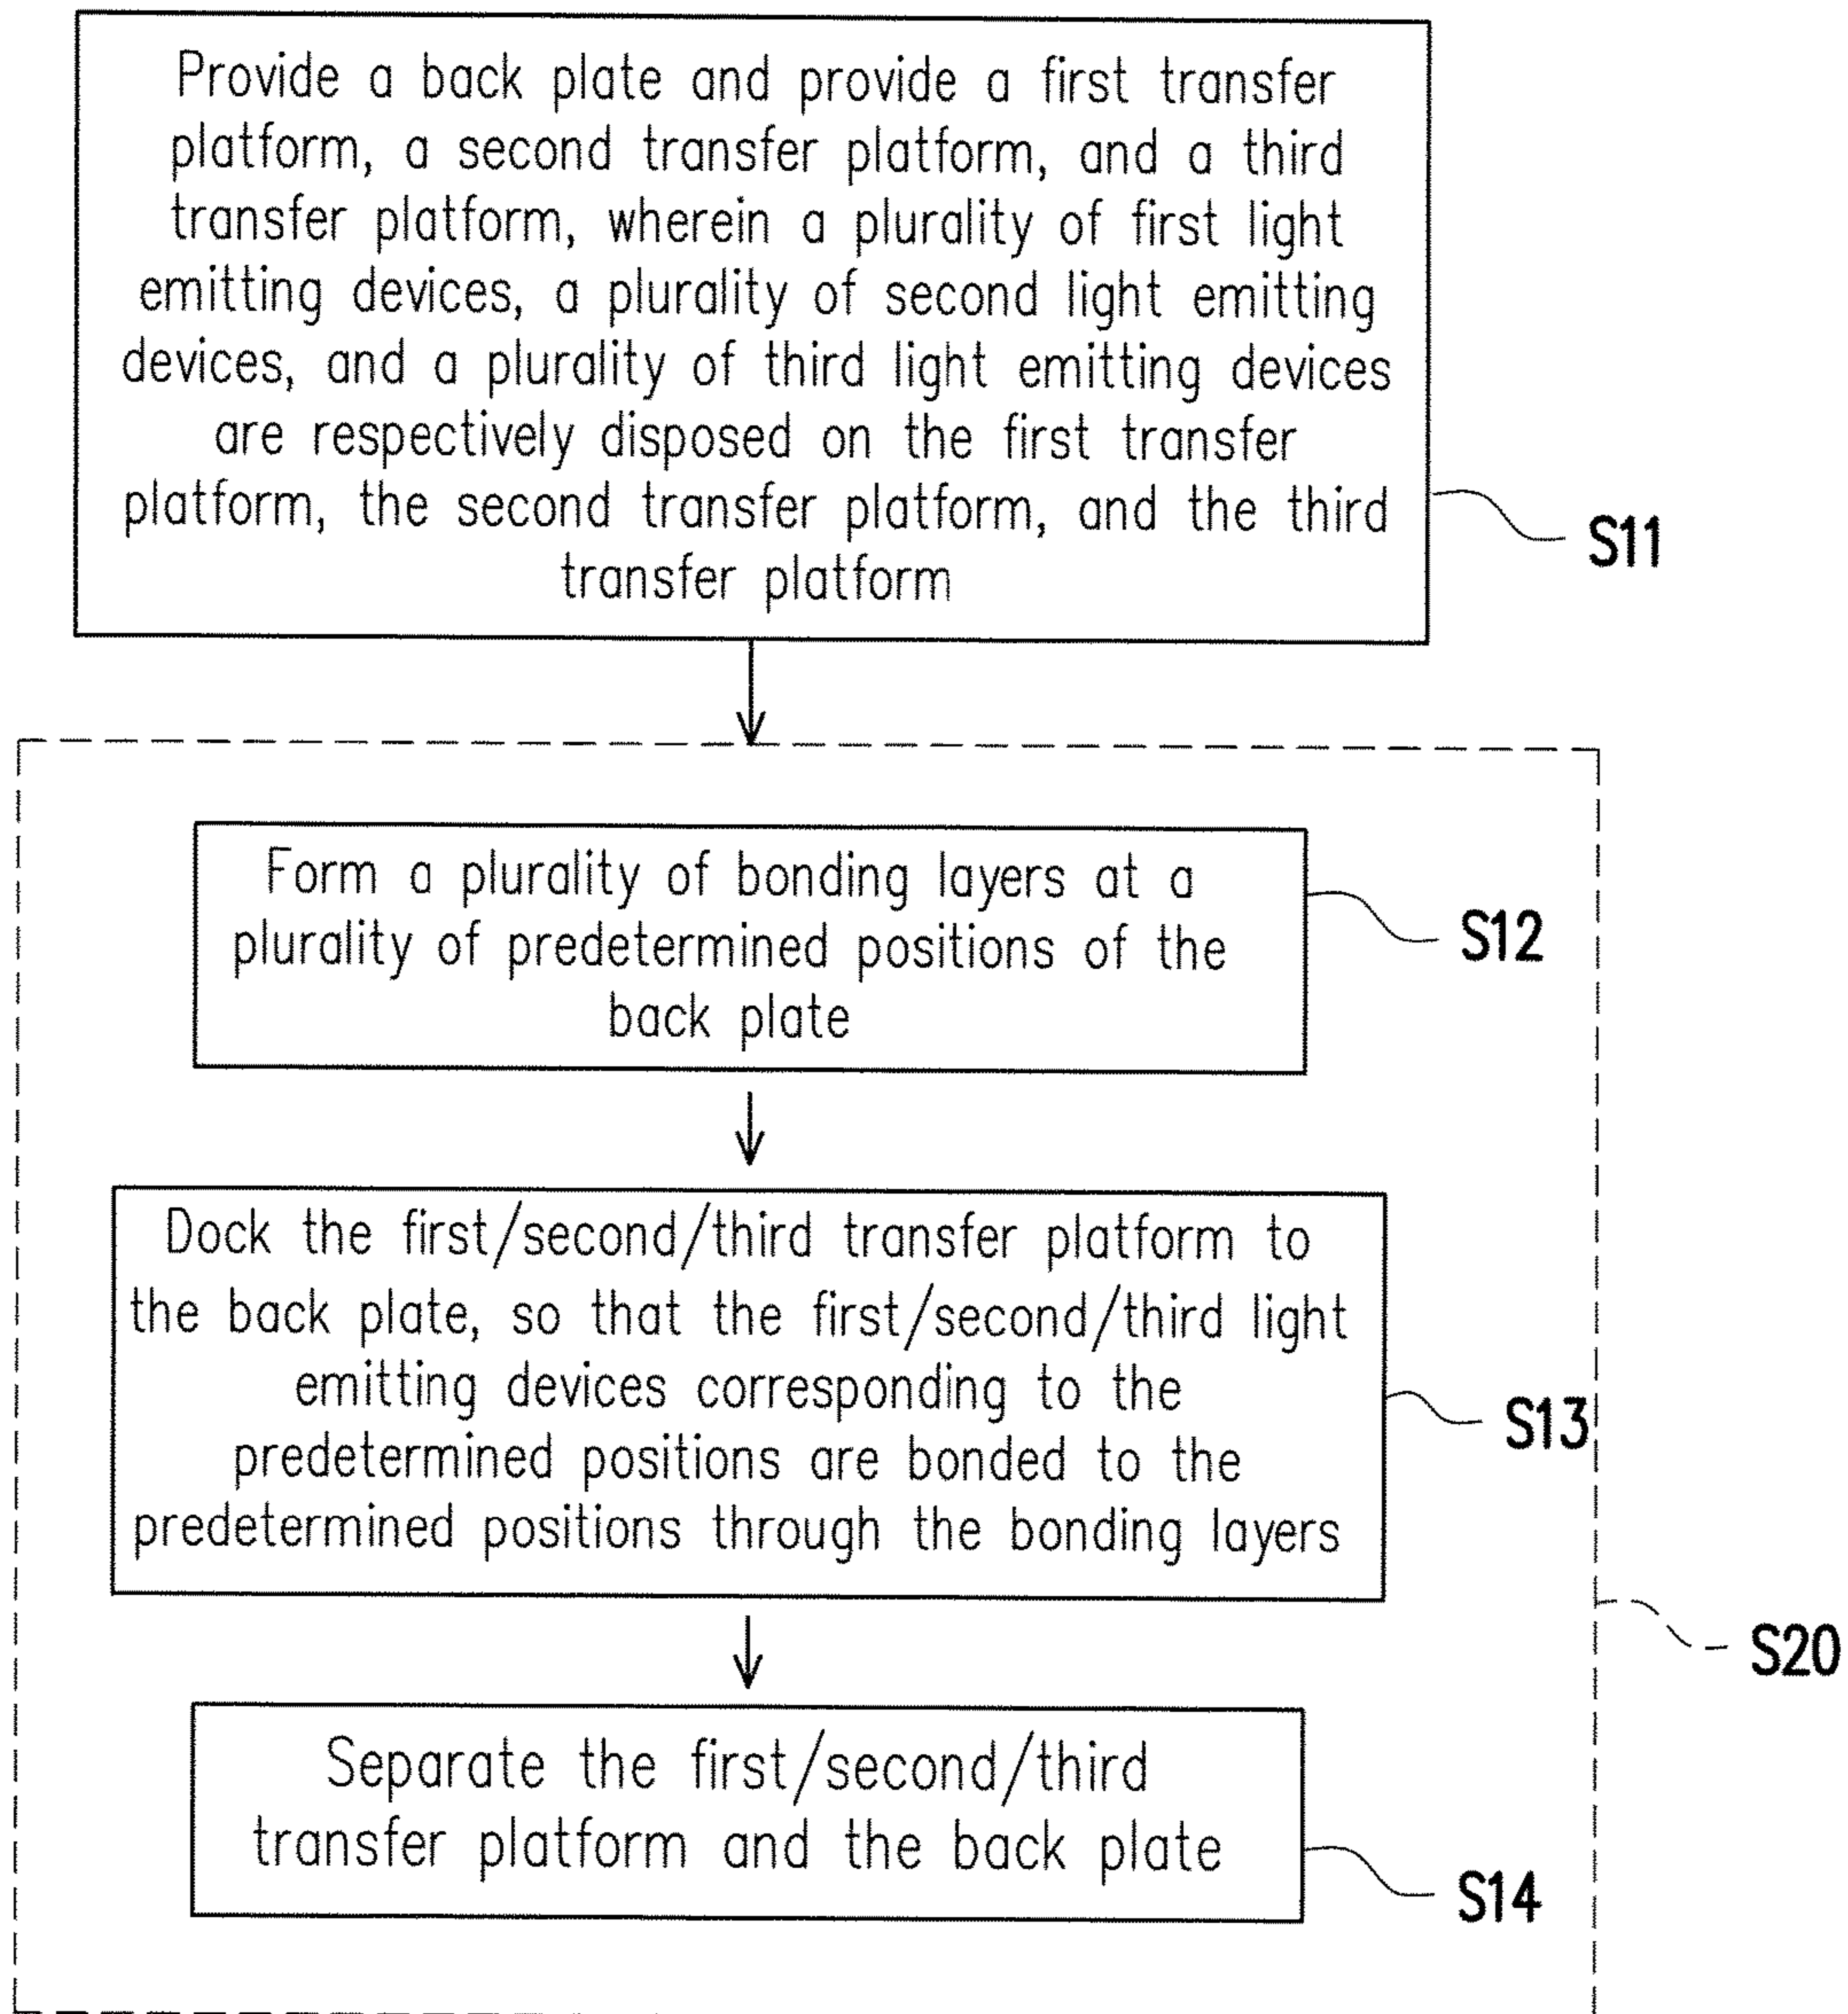 Provide a back plate and provide a first transfer
platform, a second transfer platform, and a third
transfer platform, wherein a plurality of first light
emitting devices, a plurality of second light emitting
devices, and a plurality of third light emitting devices
are respectively disposed on the first transfer
platform, the second transfer platform, and the third
transfer platform
S11
Form a plurality of bonding layers at a
plurality of predetermined positions of the
back plate
S12
Dock the first/second/third transfer platform to
the back plate, so that the first/second/third light
emitting devices corresponding to the
predetermined positions are bonded to the
predetermined positions through the bonding layers
S13
S20
Separate the first/second/third
transfer platform and the back plate
S14